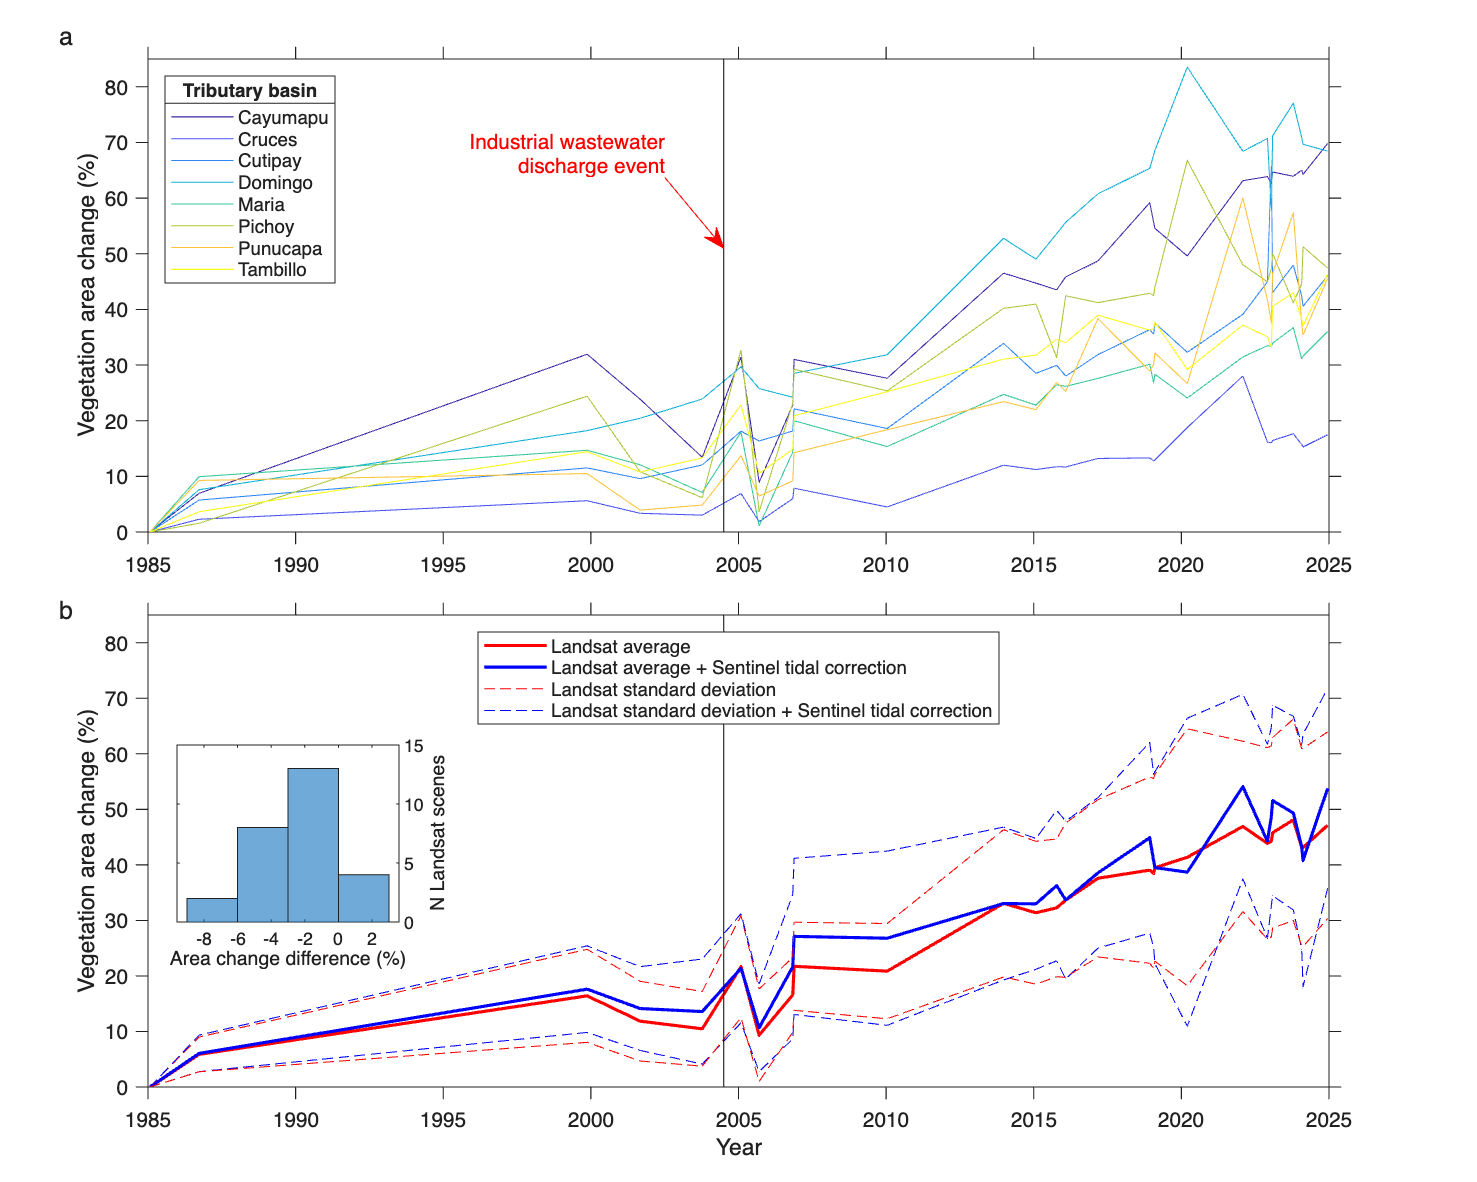 a
Vegetation area change (%)
80
70
60
50
40
30
20
10
0
Tributary basin
Cayumapu
Cruces
Cutipay
Domingo
Maria
Pichoy
Punucapa
Tambillo
Industrial wastewater
discharge event
1985 1990 1995 2000 2005 2010 2015 2020 2025
b
Vegetation area change (%)
80
70
60
50
40
30
20
10
0
Landsat average
Landsat average + Sentinel tidal correction
Landsat standard deviation
Landsat standard deviation + Sentinel tidal correction
15
10
5
0
N Landsat scenes
-8 -6 -4 -2 0 2
Area change difference (%)
1985 1990 1995 2000 2005 2010 2015 2020 2025
Year